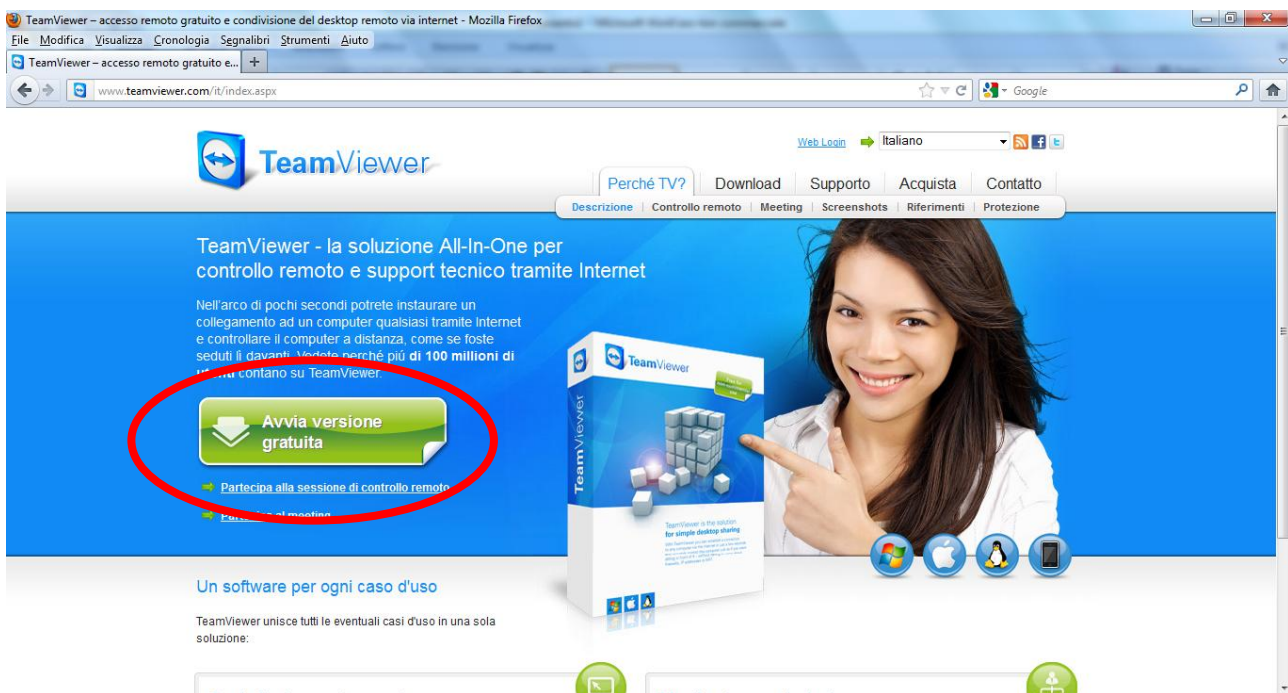 TeamViewer – accesso remoto gratuito e condivisione del desktop remoto via internet - Mozilla Firefox
File Modifica Visualizza Cronologia Segnalibri Strumenti Aiuto
TeamViewer – accesso remoto gratuito e... +
www.teamviewer.com/it/index.aspx
Google
TeamViewer
Web Login Italiano
Perché TV? Download Supporto Acquista Contatto
Descrizione Controllo remoto Meeting Screenshots Riferimenti Protezione
TeamViewer - la soluzione All-In-One per
controllo remoto e support tecnico tramite Internet
Nell'arco di pochi secondi potrete instaurare un
collegamento ad un computer qualsiasi tramite Internet
e controllare il computer a distanza, come se foste
seduti lì davanti. Vedete perché piú di 100 millioni di
utenti contano su TeamViewer.
Avvia versione
gratuita
Partecipa alla sessione di controllo remoto
Partecipa al meeting
TeamViewer
TeamViewer
TeamViewer is the solution
for simple desktop sharing
Un software per ogni caso d'uso
TeamViewer unisce tutti le eventuali casi d'uso in una sola
soluzione: